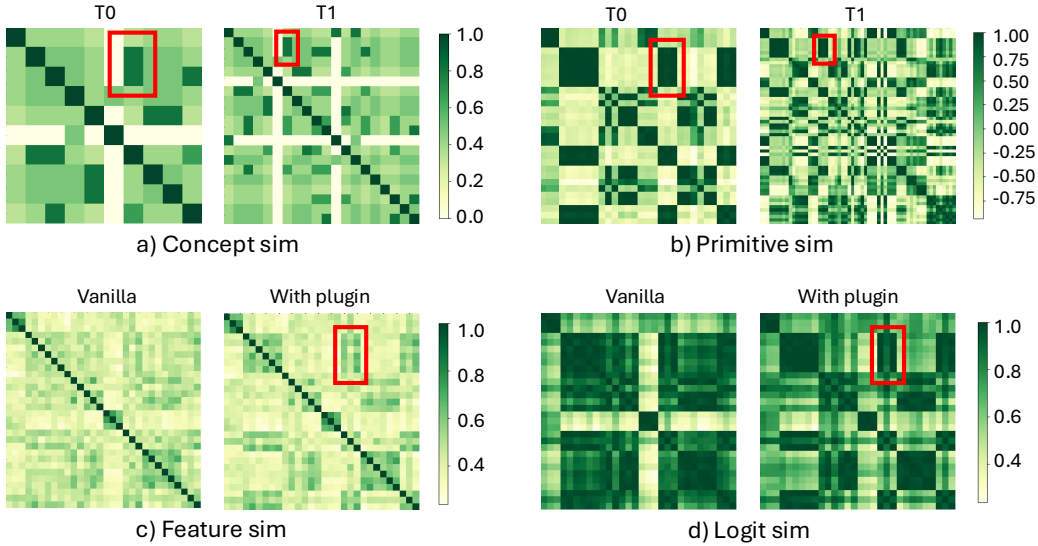 T0
T1
1.0
0.8
0.6
0.4
0.2
0.0
a) Concept sim
T0
T1
1.00
0.75
0.50
0.25
0.00
-0.25
-0.50
-0.75
b) Primitive sim
Vanilla
With plugin
1.0
0.8
0.6
0.4
c) Feature sim
Vanilla
With plugin
1.0
0.8
0.6
0.4
d) Logit sim